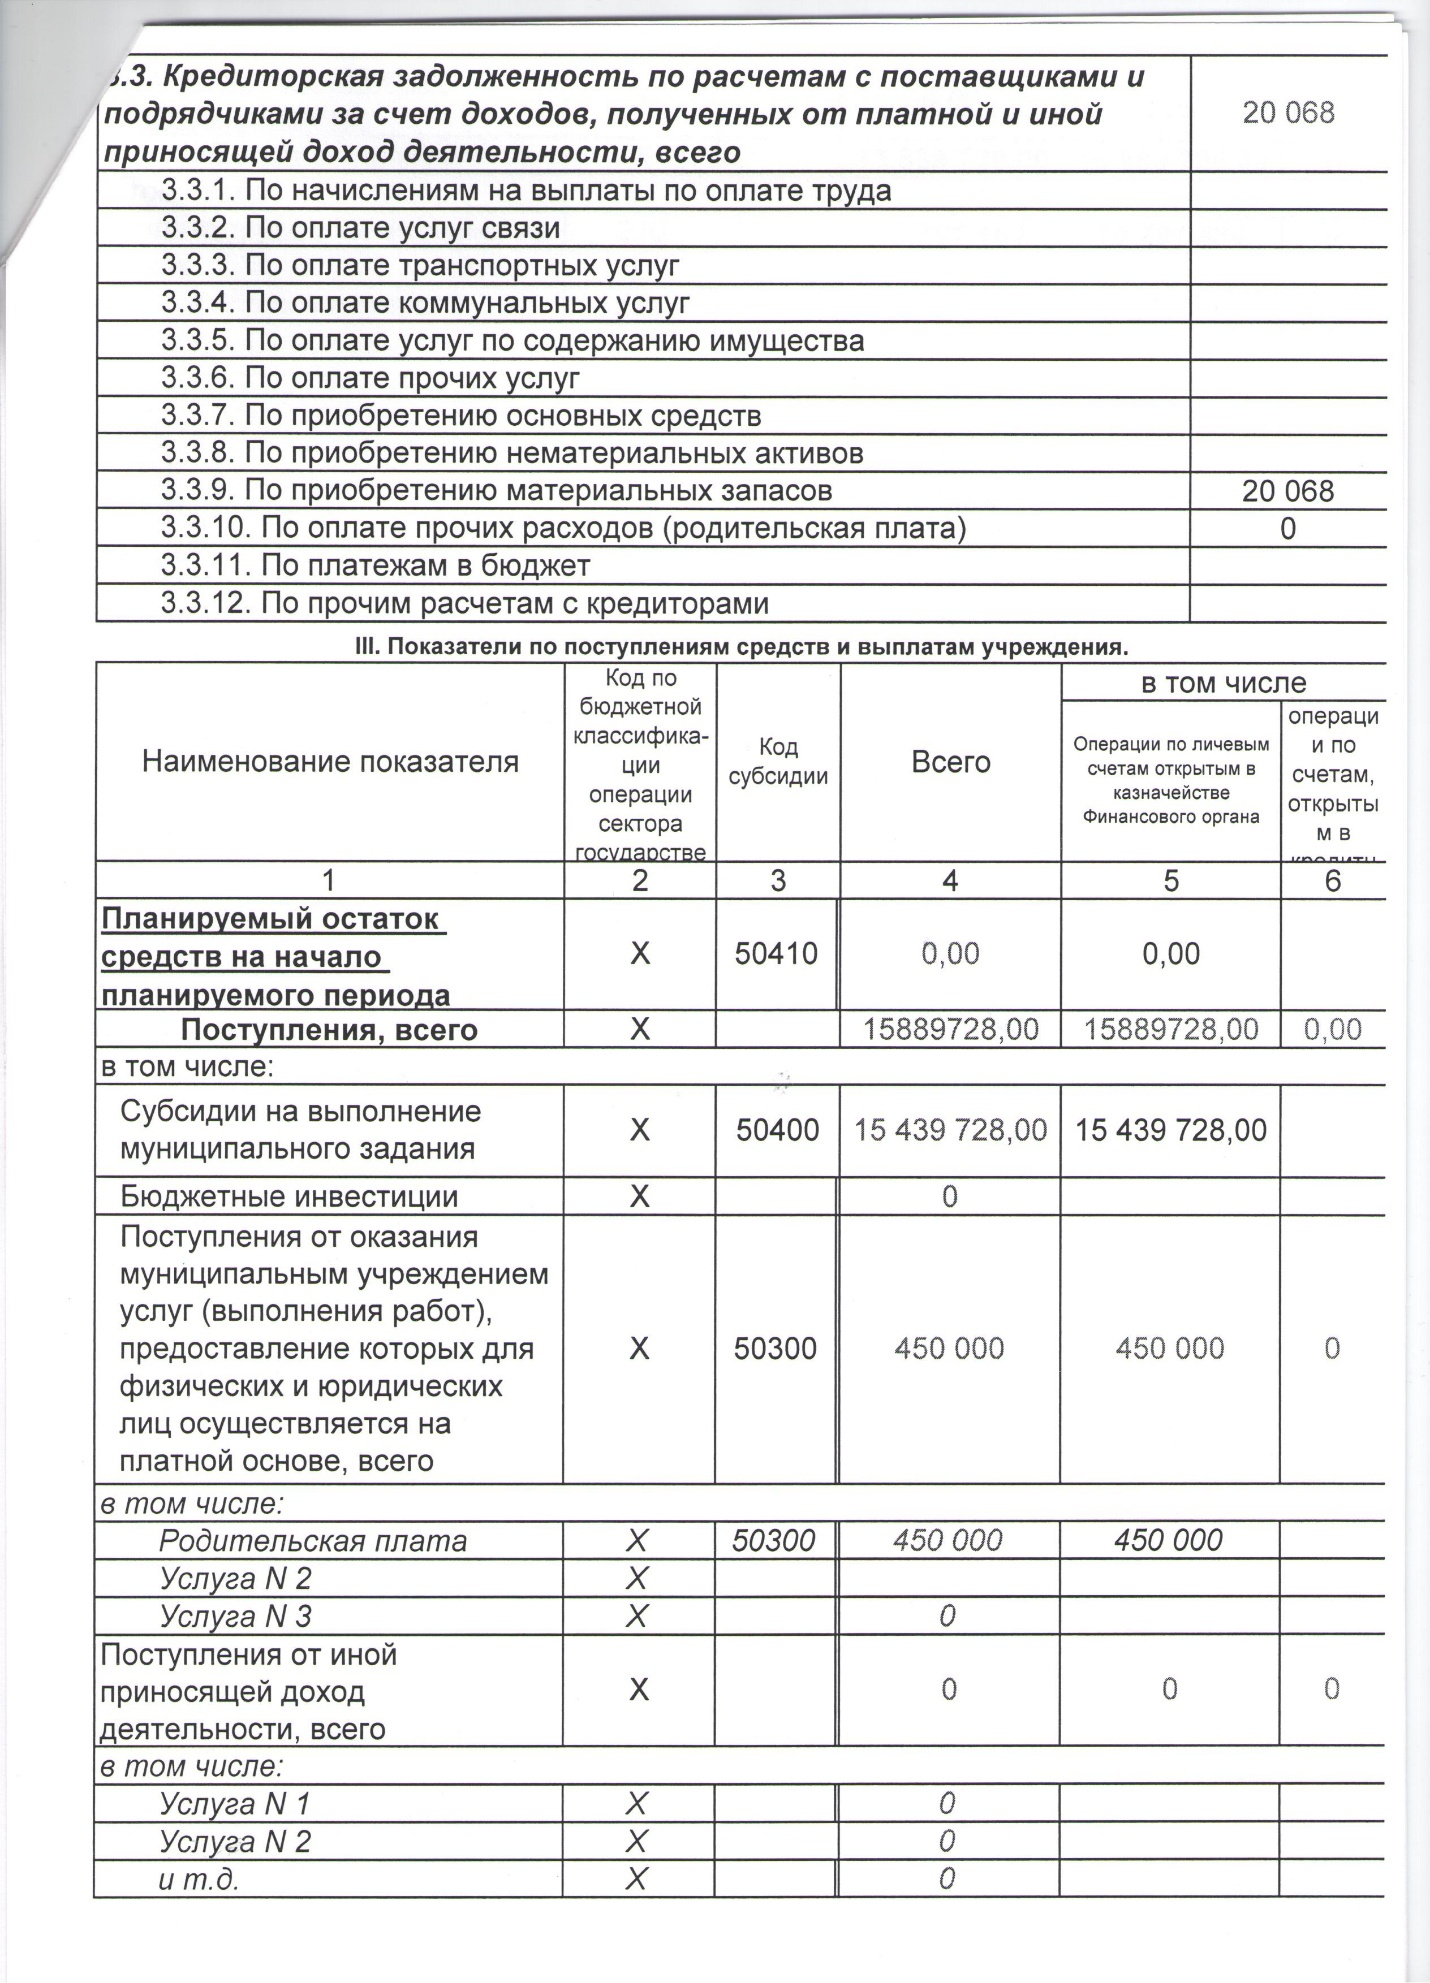 .3. Кредиторская задолженность по расчетам с поставщиками и
подрядчиками за счет доходов, полученных от платной и иной
приносящей доход деятельности, всего
20 068
3.3.1. По начислениям на выплаты по оплате труда
3.3.2. По оплате услуг связи
3.3.3. По оплате транспортных услуг
3.3.4. По оплате коммунальных услуг
3.3.5. По оплате услуг по содержанию имущества
3.3.6. По оплате прочих услуг
3.3.7. По приобретению основных средств
3.3.8. По приобретению нематериальных активов
3.3.9. По приобретению материальных запасов 20 068
3.3.10. По оплате прочих расходов (родительская плата) 0
3.3.11. По платежам в бюджет
3.3.12. По прочим расчетам с кредиторами
III. Показатели по поступлениям средств и выплатам учреждения.
Наименование показателя
Код по
бюджетной
классифика-
ции
операции
сектора
государстве
Код
субсидии
Всего
в том числе
Операции по личевым
счетам открытым в
казначействе
Финансового органа
операци
и по
счетам,
открыты
м в
кредитн
1 2 3 4 5 6
Планируемый остаток
средств на начало
планируемого периода
X 50410 0,00 0,00
Поступления, всего X 15889728,00 15889728,00 0,00
в том числе:
Субсидии на выполнение
муниципального задания
X 50400 15 439 728,00 15 439 728,00
Бюджетные инвестиции X 0
Поступления от оказания
муниципальным учреждением
услуг (выполнения работ),
предоставление которых для
физических и юридических
лиц осуществляется на
платной основе, всего
X 50300 450 000 450 000 0
в том числе:
Родительская плата X 50300 450 000 450 000
Услуга N 2 X
Услуга N 3 X 0
Поступления от иной
приносящей доход
деятельности, всего
X 0 0 0
в том числе:
Услуга N 1 X 0
Услуга N 2 X 0
и т.д. X 0